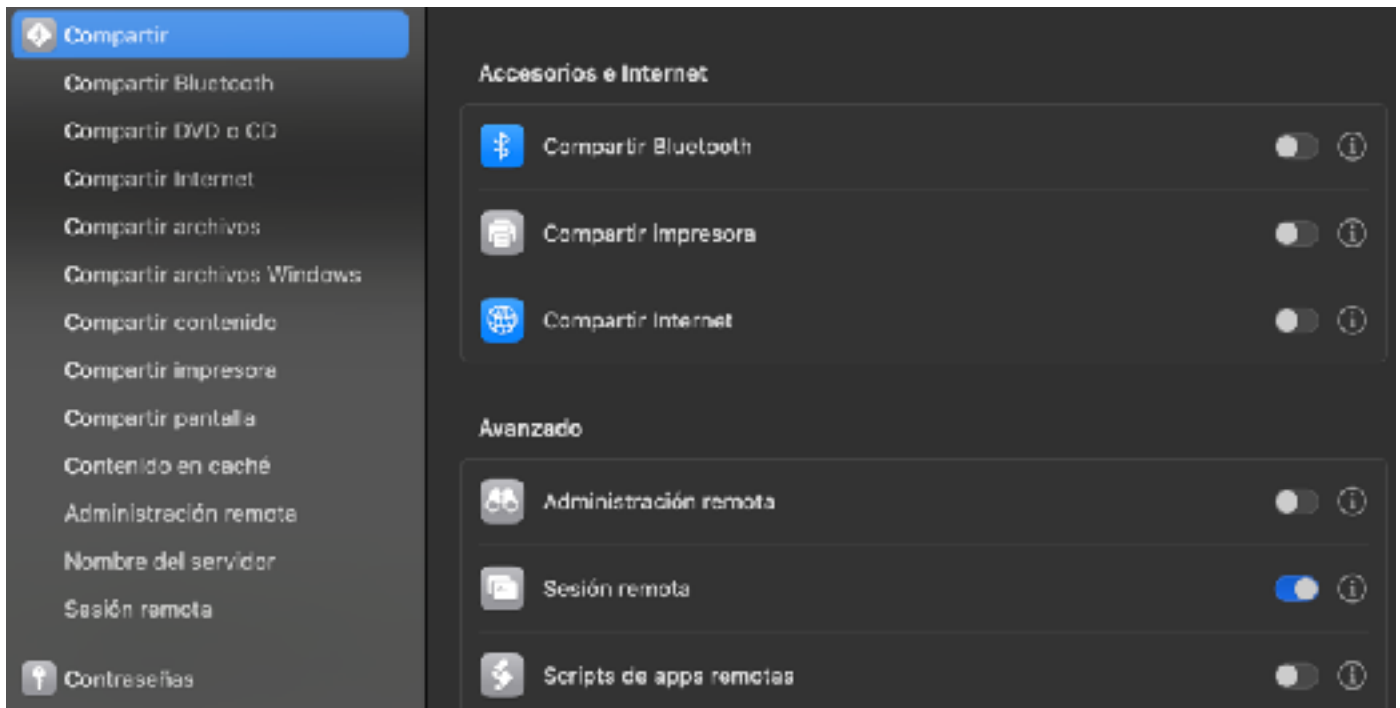 Compartir
Compartir Bluetooth
Compartir DVD o CD
Compartir Internet
Compartir archivos
Compartir archivos Windows
Compartir contenido
Compartir impresora
Compartir pantalla
Contenido en caché
Administración remota
Nombre del servidor
Sesión remota
Contraseñas
Accesorios e Internet
Compartir Bluetooth
Compartir impresora
Compartir Internet
Avanzado
Administración remota
Sesión remota
Scripts de apps remotas